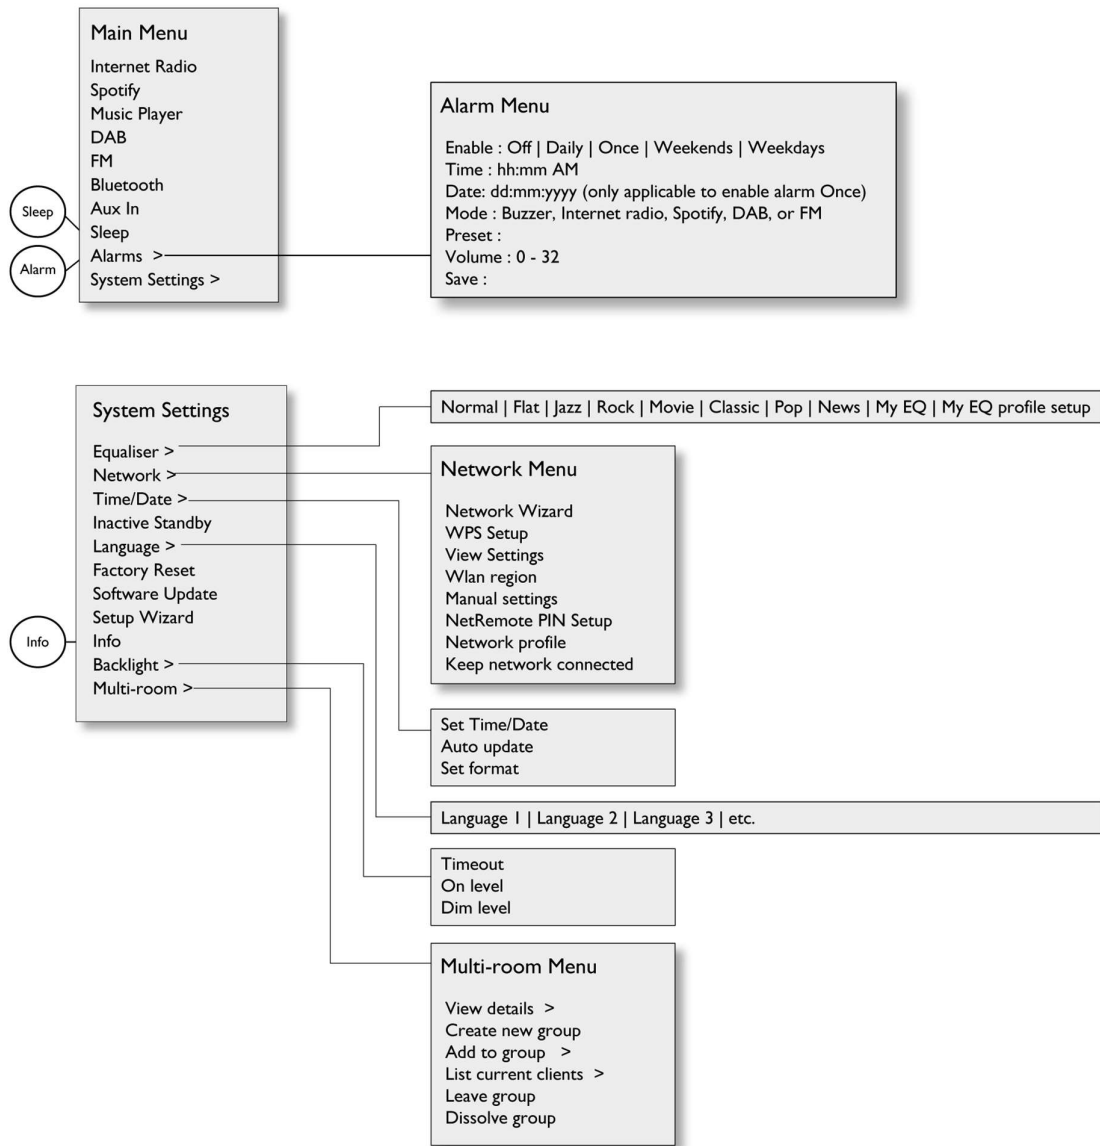 Main Menu
Internet Radio
Spotify
Music Player
DAB
FM
Bluetooth
Aux In
Sleep
Alarms >
System Settings >
Sleep
Alarm
Alarm Menu
Enable : Off | Daily | Once | Weekends | Weekdays
Time : hh:mm AM
Date: dd:mm:yyyy (only applicable to enable alarm Once)
Mode : Buzzer, Internet radio, Spotify, DAB, or FM
Preset :
Volume : 0 - 32
Save :
System Settings
Equaliser >
Network >
Time/Date >
Inactive Standby
Language >
Factory Reset
Software Update
Setup Wizard
Info
Backlight >
Multi-room >
Info
Normal | Flat | Jazz | Rock | Movie | Classic | Pop | News | My EQ | My EQ profile setup
Network Menu
Network Wizard
WPS Setup
View Settings
Wlan region
Manual settings
NetRemote PIN Setup
Network profile
Keep network connected
Set Time/Date
Auto update
Set format
Language 1 | Language 2 | Language 3 | etc.
Timeout
On level
Dim level
Multi-room Menu
View details >
Create new group
Add to group >
List current clients >
Leave group
Dissolve group